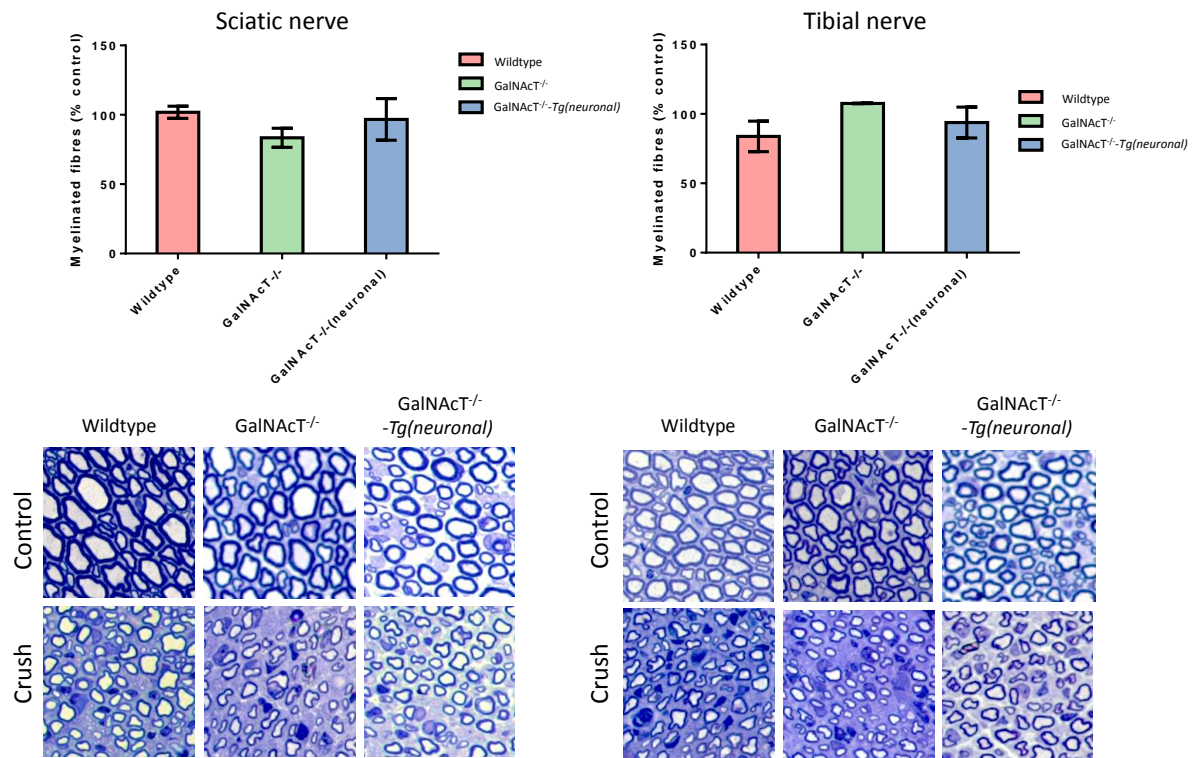 Sciatic nerve
150
100
50
0
Myelinated fibres (% control)
Wildtype
GalNAcT-/-
GalNAcT-/-(neuronal)
Wildtype
GalNAcT-/-
GalNAcT-/--Tg(neuronal)
Tibial nerve
150
100
50
0
Myelinated fibres (% control)
Wildtype
GalNAcT-/-
GalNAcT-/-(neuronal)
Wildtype
GalNAcT-/-
GalNAcT-/--Tg(neuronal)
Wildtype
GalNAcT-/-
GalNAcT-/-
-Tg(neuronal)
Control
Crush
Wildtype
GalNAcT-/-
GalNAcT-/-
-Tg(neuronal)
Control
Crush